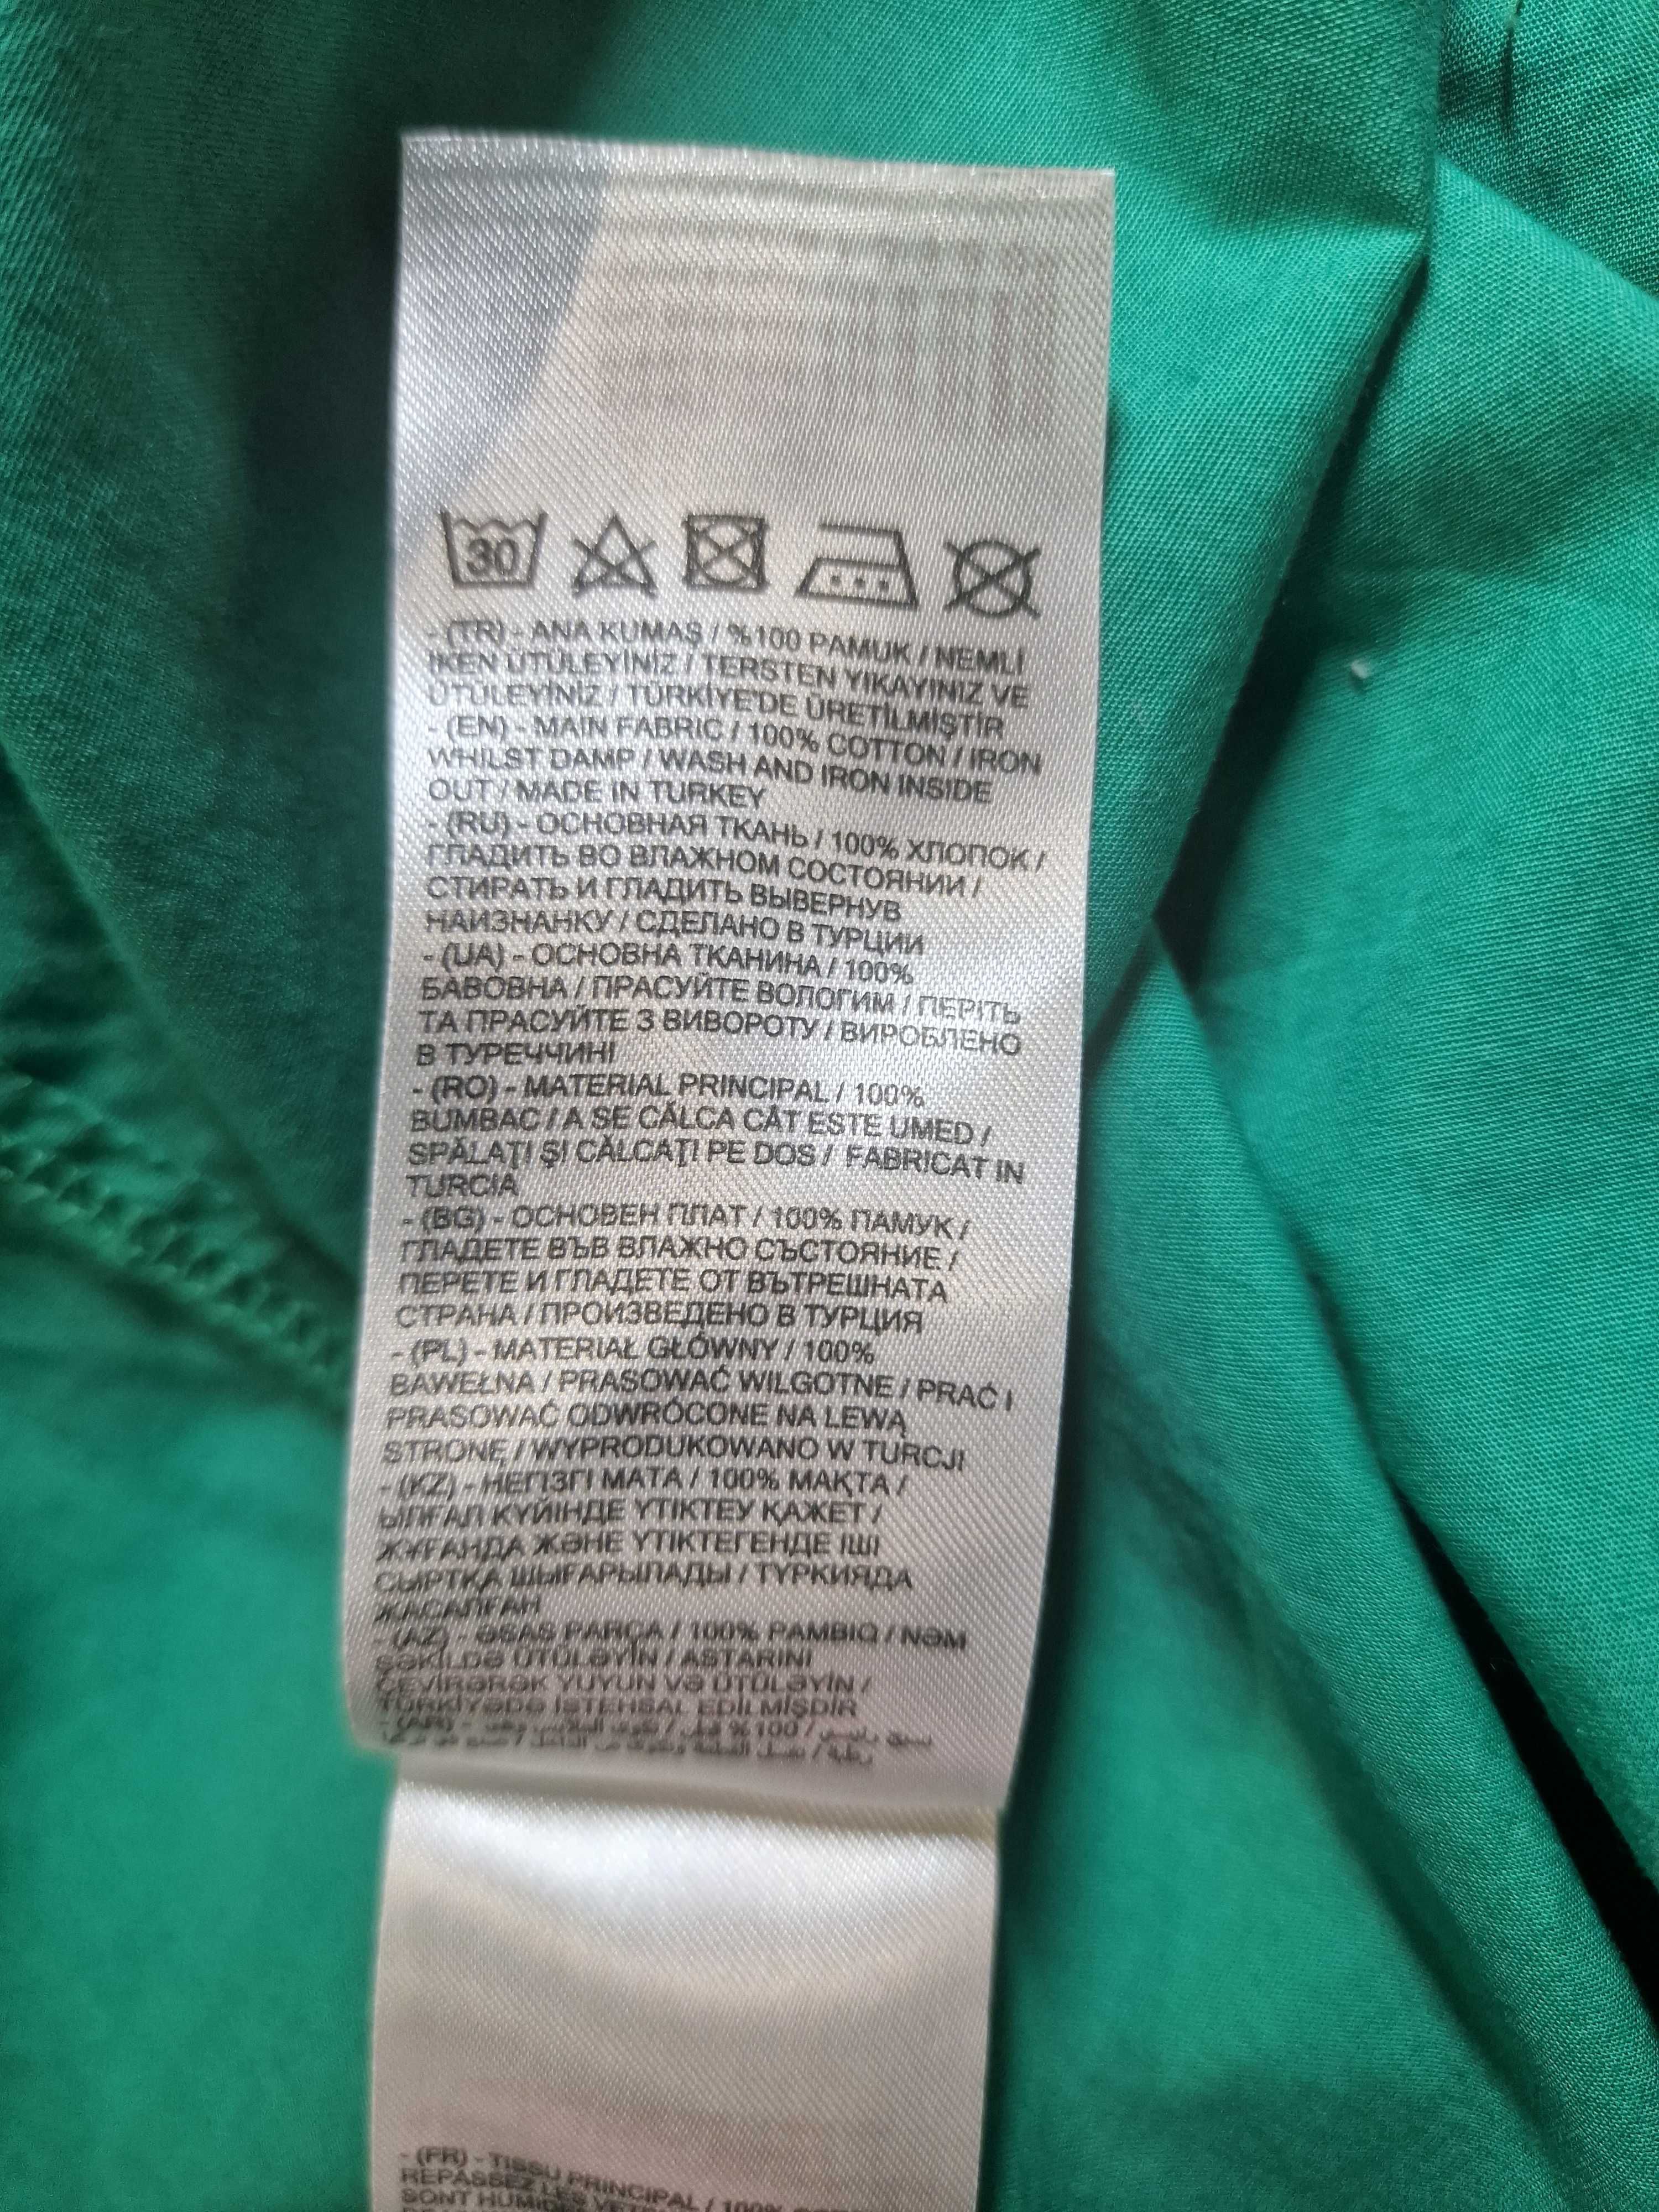 30
- (TR) - ANA KUMAŞ / %100 PAMUK / NEMLİ
İKEN ÜTÜLEYİNİZ / TERSTEN YIKAYINIZ VE
ÜTÜLEYİNİZ / TÜRKİYE'DE ÜRETİLMİŞTİR
- (EN) - MAIN FABRIC / 100% COTTON / IRON
WHILST DAMP / WASH AND IRON INSIDE
OUT / MADE IN TURKEY
- (RU) - ОСНОВНАЯ ТКАНЬ / 100% ХЛОПОК /
ГЛАДИТЬ ВО ВЛАЖНОМ СОСТОЯНИИ /
СТИРАТЬ И ГЛАДИТЬ ВЫВЕРНУВ
НАИЗНАНКУ / СДЕЛАНО В ТУРЦИИ
- (UA) - ОСНОВНА ТКАНИНА / 100%
БАВОВНА / ПРАСУЙТЕ ВОЛОГИМ / ПЕРІТЬ
ТА ПРАСУЙТЕ З ВИВОРОТУ / ВИРОБЛЕНО
В ТУРЕЧЧИНІ
- (RO) - MATERIAL PRINCIPAL / 100%
BUMBAC / A SE CĂLCA CÂT ESTE UMED /
SPĂLAŢI ŞI CĂLCAŢI PE DOS / FABRICAT IN
TURCIA
- (BG) - ОСНОВЕН ПЛАТ / 100% ПАМУК /
ГЛАДЕТЕ ВЪВ ВЛАЖНО СЪСТОЯНИЕ /
ПЕРЕТЕ И ГЛАДЕТЕ ОТ ВЪТРЕШНАТА
СТРАНА / ПРОИЗВЕДЕНО В ТУРЦИЯ
- (PL) - MATERIAŁ GŁÓWNY / 100%
BAWEŁNA / PRASOWAĆ WILGOTNE / PRAĆ I
PRASOWAĆ ODWRÓCONE NA LEWĄ
STRONĘ / WYPRODUKOWANO W TURCJI
- (KZ) - НЕГІЗГІ МАТА / 100% МАҚТА /
ЫЛҒАЛ КҮЙІНДЕ ҮТІКТЕУ ҚАЖЕТ /
ЖУҒАНДА ЖӘНЕ ҮТІКТЕГЕНДЕ ІШІ
СЫРТҚА ШЫҒАРЫЛАДЫ / ТҮРКИЯДА
ЖАСАЛҒАН
- (AZ) - ƏSAS PARÇA / 100% PAMBIQ / NƏM
ŞƏKİLDƏ ÜTÜLƏYİN / ASTARINI
ÇEVİRƏRƏK YUYUN VƏ ÜTÜLƏYİN /
TÜRKİYƏDƏ İSTEHSAL EDİLMİŞDİR
- (AR) - % 100 /
- (FR) - TISSU PRINCIPAL / 100%
REPASSEZ LES
SONT HUMIDES